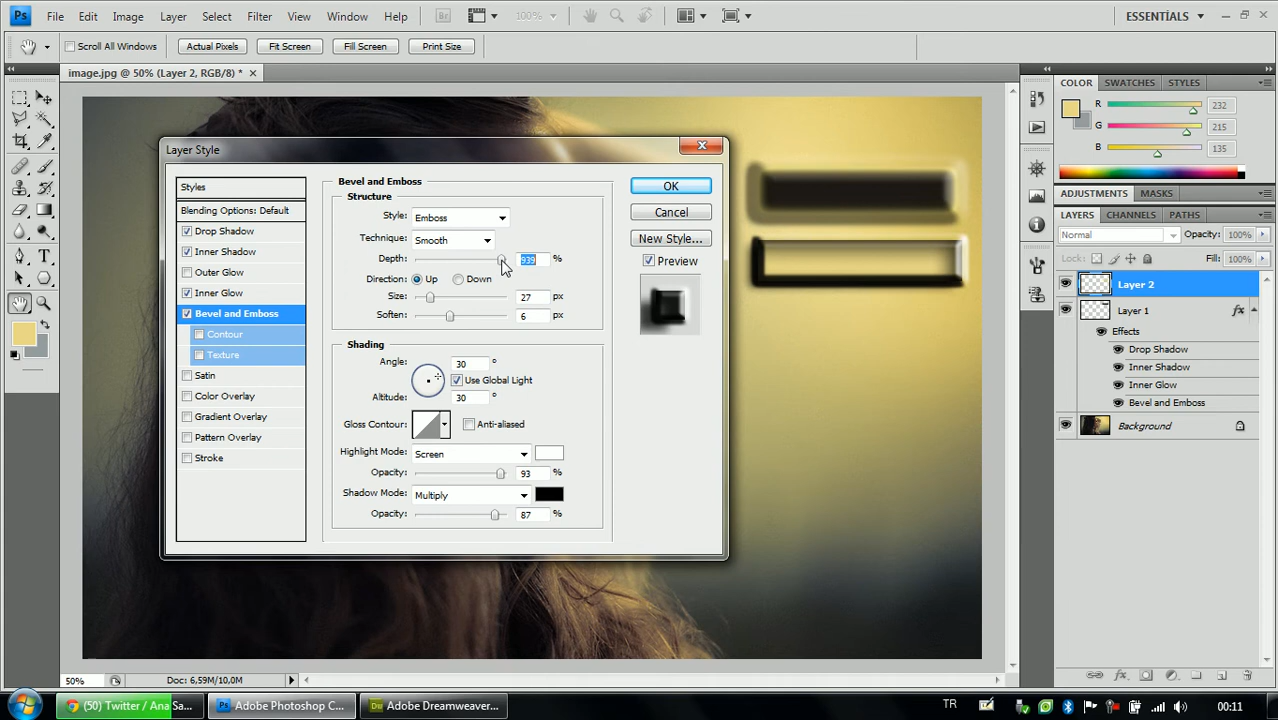 Ps File Edit Image Layer Select Filter View Window Help Br 100% ESSENTIALS
Scroll All Windows Actual Pixels Fit Screen Fill Screen Print Size
image.jpg @ 50% (Layer 2, RGB/8) * ×
Layer Style
Styles
Blending Options: Default
Drop Shadow
Inner Shadow
Outer Glow
Inner Glow
Bevel and Emboss
Contour
Texture
Satin
Color Overlay
Gradient Overlay
Pattern Overlay
Stroke
Bevel and Emboss
Structure
Style: Emboss
Technique: Smooth
Depth: 939 %
Direction: Up Down
Size: 27 px
Soften: 6 px
Shading
Angle: 30 °
Use Global Light
Altitude: 30 °
Gloss Contour: Anti-aliased
Highlight Mode: Screen
Opacity: 93 %
Shadow Mode: Multiply
Opacity: 87 %
OK
Cancel
New Style...
Preview
COLOR SWATCHES STYLES
R 232
G 215
B 135
ADJUSTMENTS MASKS
LAYERS CHANNELS PATHS
Normal Opacity: 100%
Lock: Fill: 100%
Layer 2
Layer 1 fx
Effects
Drop Shadow
Inner Shadow
Inner Glow
Bevel and Emboss
Background
50% Doc: 6,59M/10,0M
(50) Twitter / Ana Sa... Ps Adobe Photoshop C... Dw Adobe Dreamweaver... TR 00:11